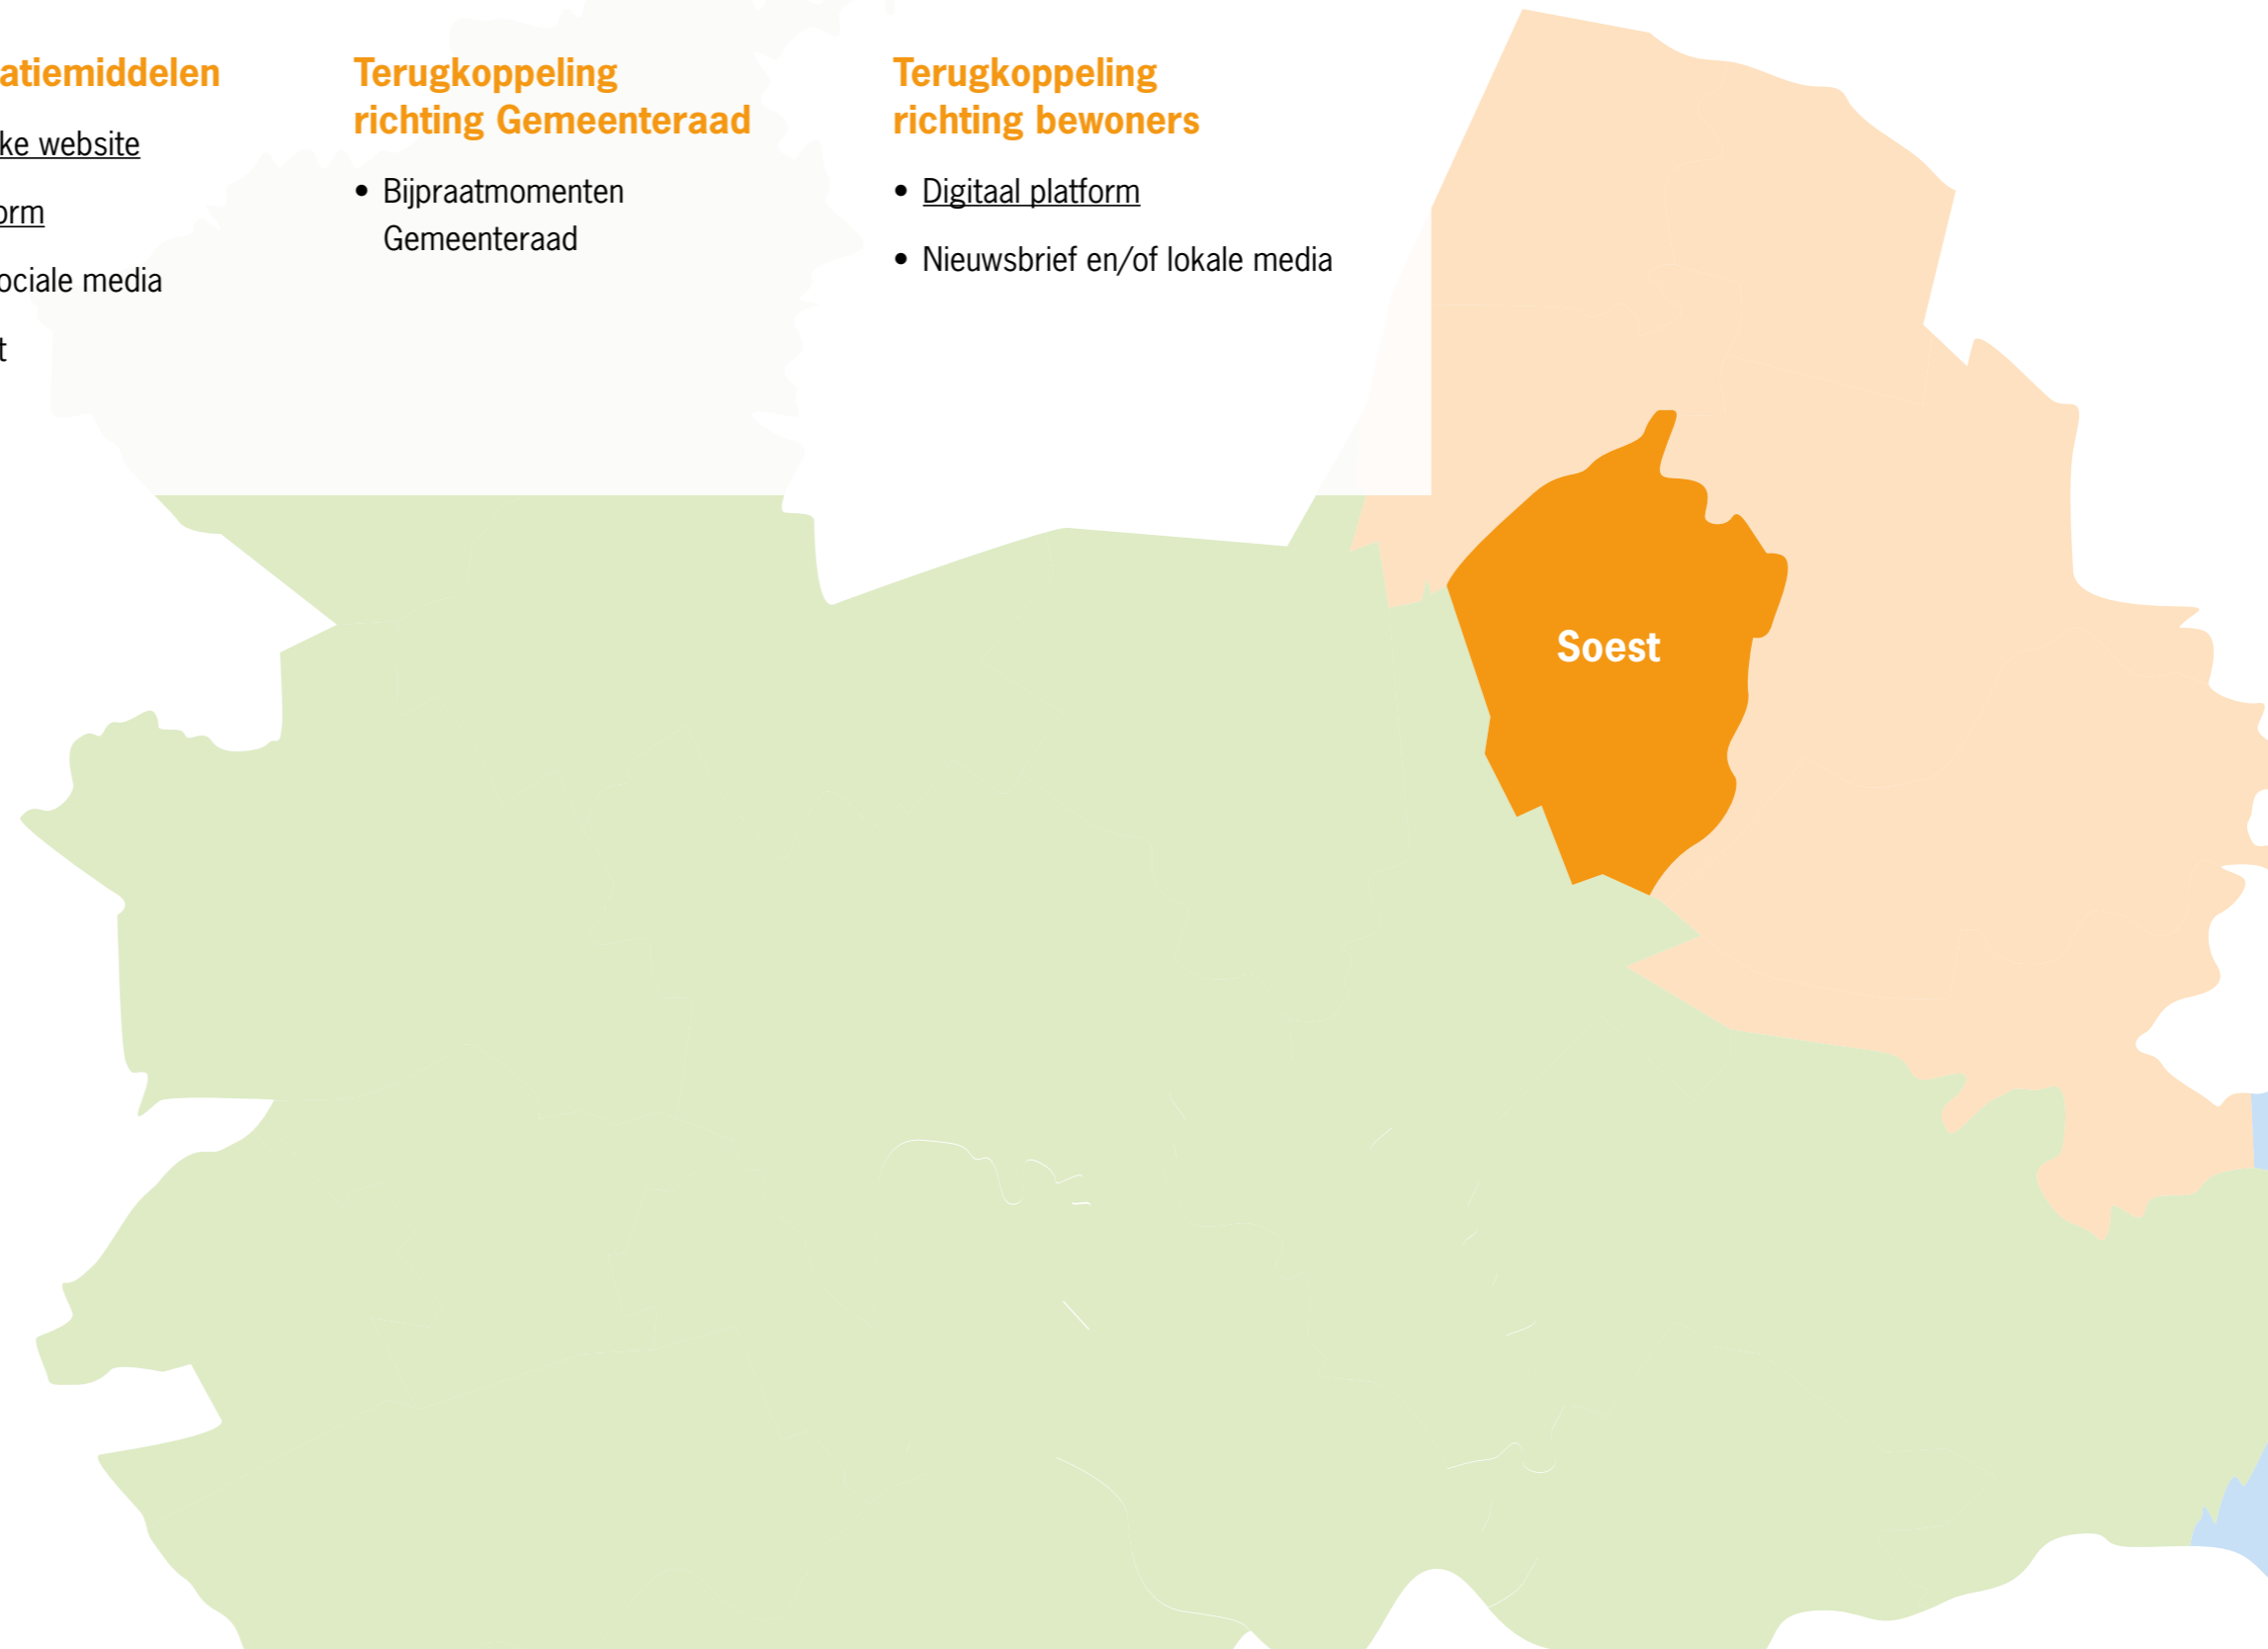 atiemiddelen
ke website
orm
ociale media
t
Terugkoppeling
richting Gemeenteraad
• Bijpraatmomenten
Gemeenteraad
Terugkoppeling
richting bewoners
• Digitaal platform
• Nieuwsbrief en/of lokale media
Soest